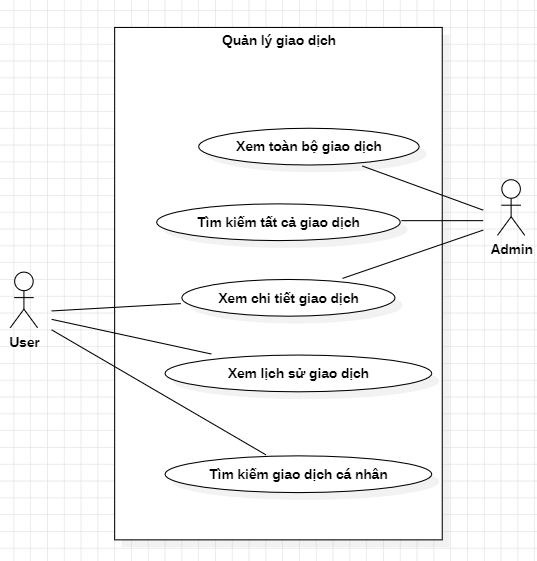 Quản lý giao dịch
Xem toàn bộ giao dịch
Tìm kiếm tất cả giao dịch
Admin
Xem chi tiết giao dịch
User
Xem lịch sử giao dịch
Tìm kiếm giao dịch cá nhân